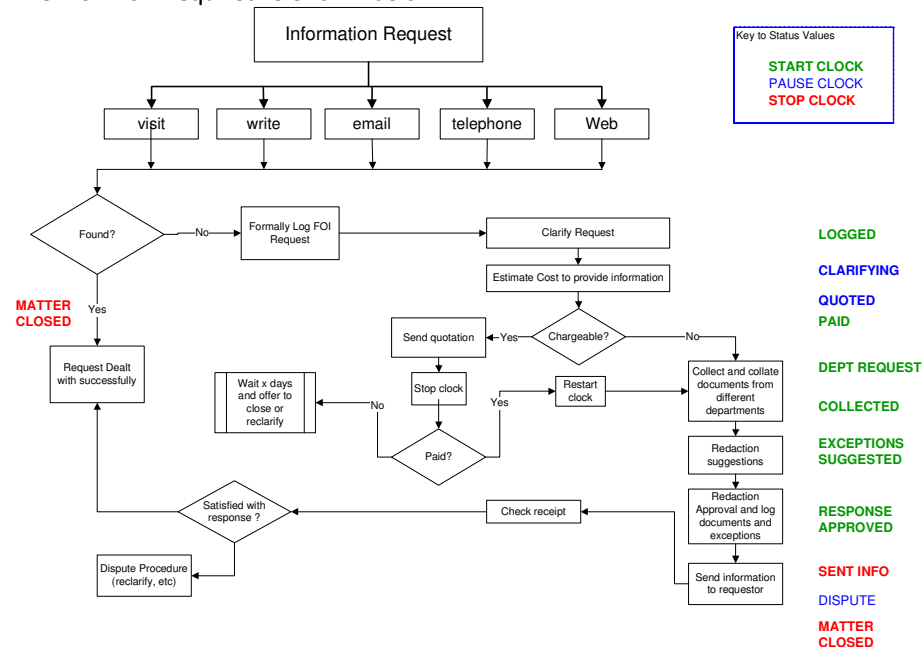 Information Request
Key to Status Values
START CLOCK
PAUSE CLOCK
STOP CLOCK
visit
write
email
telephone
Web
Found?
No
Formally Log FOI
Request
Clarify Request
LOGGED
Estimate Cost to provide information
CLARIFYING
MATTER
CLOSED
Yes
QUOTED
PAID
Send quotation
Yes
Chargeable?
No
Request Dealt
with successfully
Wait x days
and offer to
close or
reclarify
No
Stop clock
Yes
Restart
clock
Collect and collate
documents from
different
departments
DEPT REQUEST
COLLECTED
Paid?
Redaction
suggestions
EXCEPTIONS
SUGGESTED
Satisfied with
response ?
Check receipt
Redaction
Approval and log
documents and
exceptions
RESPONSE
APPROVED
Dispute Procedure
(reclarify, etc)
Send information
to requestor
SENT INFO
DISPUTE
MATTER
CLOSED